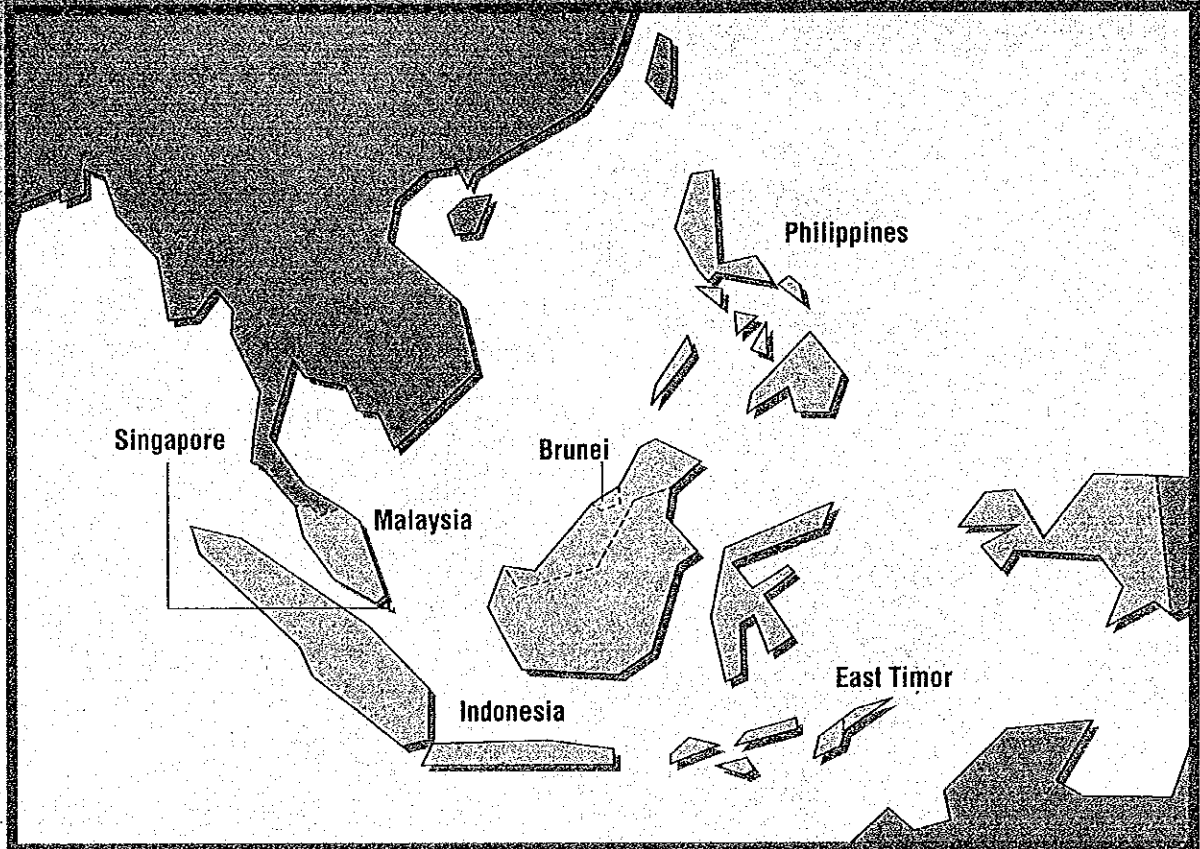 Philippines
Singapore
Brunei
Malaysia
East Timor
Indonesia